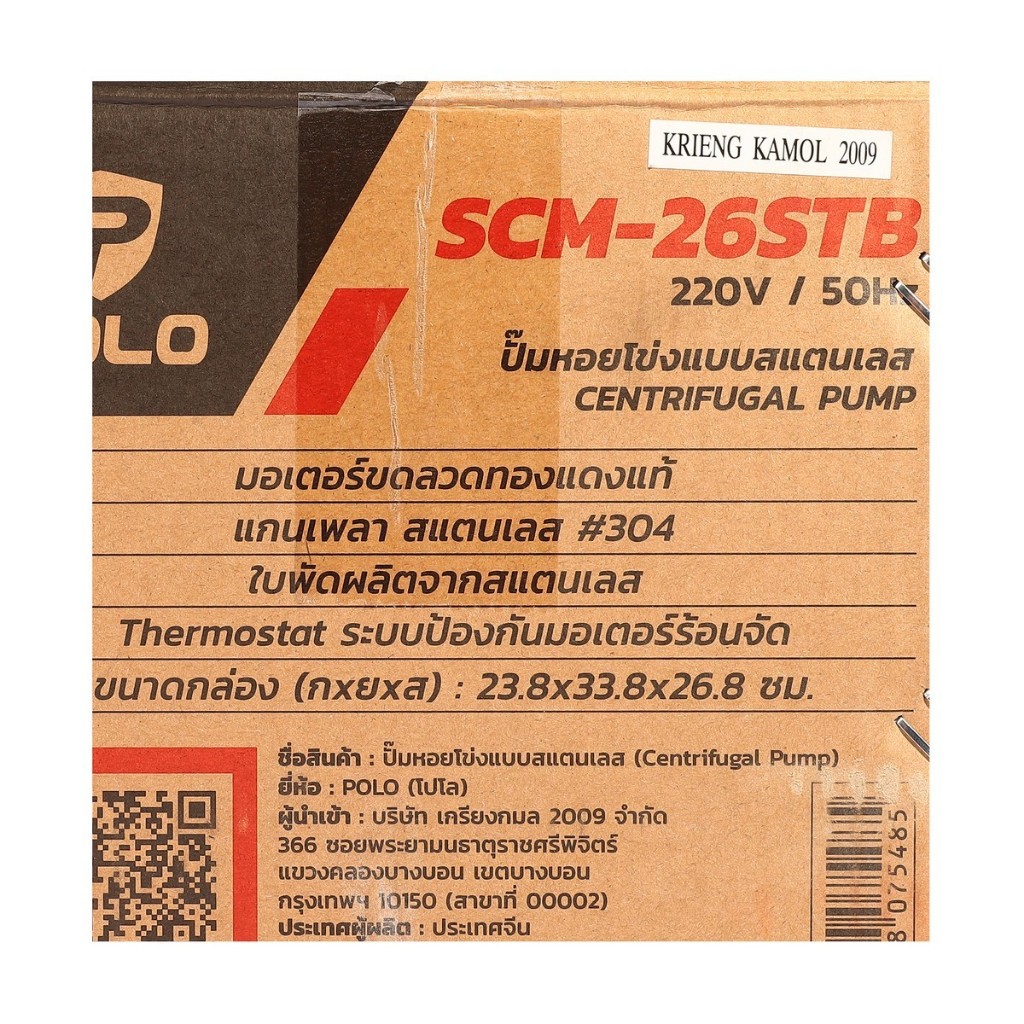 KRIENG KAMOL 2009
POLO
SCM-26STB
220V / 50Hz
ปั๊มหอยโข่งแบบสแตนเลส
CENTRIFUGAL PUMP
มอเตอร์ขดลวดทองแดงแท้
แกนเพลา สแตนเลส #304
ใบพัดผลิตจากสแตนเลส
Thermostat ระบบป้องกันมอเตอร์ร้อนจัด
ขนาดกล่อง (กxยxส) : 23.8x33.8x26.8 ซม.
ชื่อสินค้า : ปั๊มหอยโข่งแบบสแตนเลส (Centrifugal Pump)
ยี่ห้อ : POLO (โปโล)
ผู้นำเข้า : บริษัท เกรียงกมล 2009 จำกัด
366 ซอยพระยามนธาตุราชศรีพิจิตร์
แขวงคลองบางบอน เขตบางบอน
กรุงเทพฯ 10150 (สาขาที่ 00002)
ประเทศผู้ผลิต : ประเทศจีน
8 075485